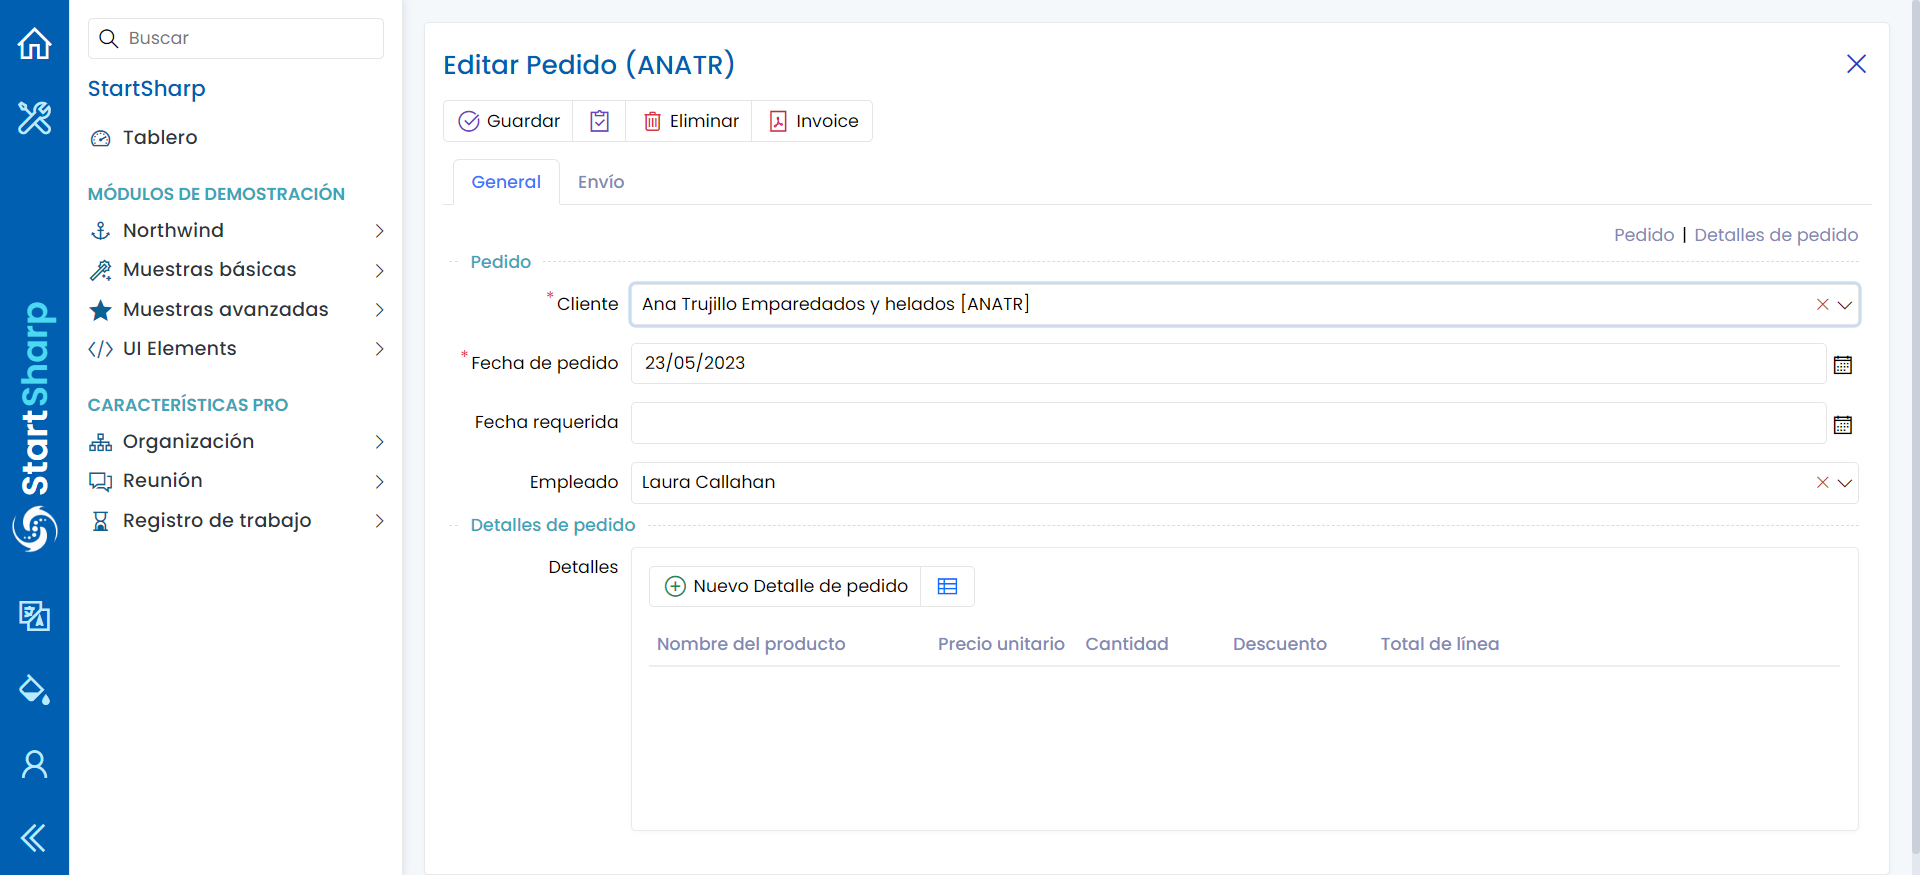 Buscar
StartSharp
Tablero
MÓDULOS DE DEMOSTRACIÓN
Northwind
Muestras básicas
Muestras avanzadas
UI Elements
CARACTERÍSTICAS PRO
Organización
Reunión
Registro de trabajo
StartSharp
Editar Pedido (ANATR)
Guardar
Eliminar
Invoice
General
Envío
Pedido | Detalles de pedido
Pedido
* Cliente
Ana Trujillo Emparedados y helados [ANATR]
* Fecha de pedido
23/05/2023
Fecha requerida
Empleado
Laura Callahan
Detalles de pedido
Detalles
Nuevo Detalle de pedido
Nombre del producto
Precio unitario
Cantidad
Descuento
Total de línea